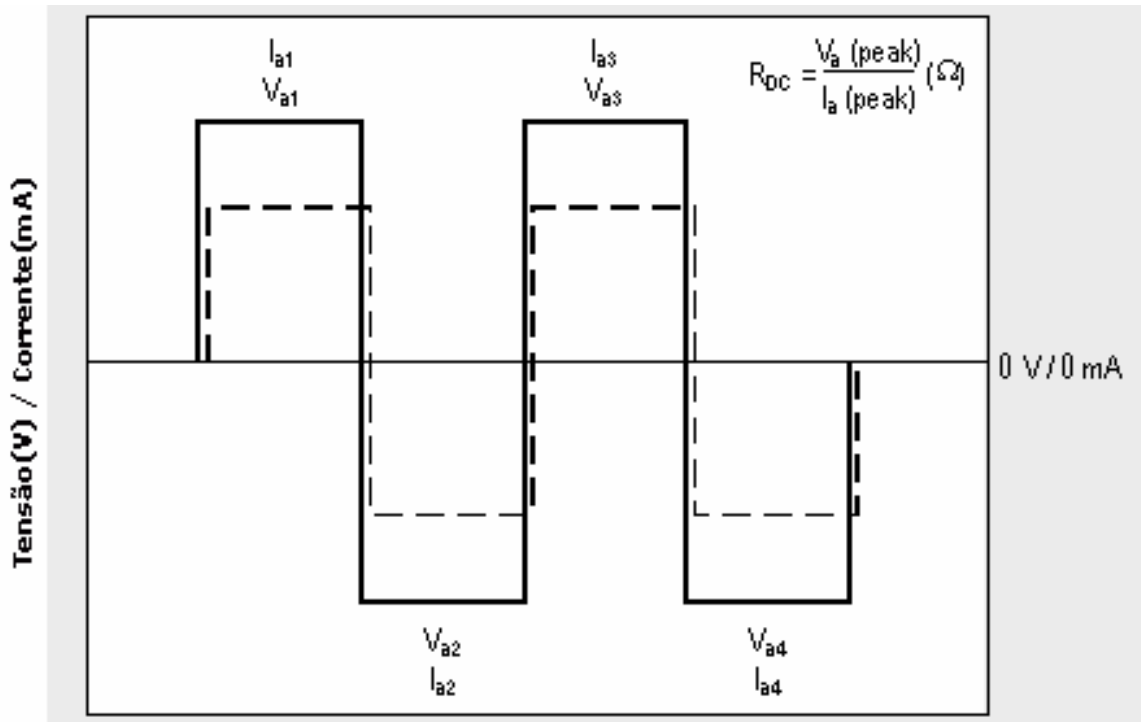 Tensão(V) / Corrente(mA)
Ia1
Va1
Ia3
Va3
RDC = Va (peak) / Ia (peak) (Ω)
0 V / 0 mA
Va2
Ia2
Va4
Ia4